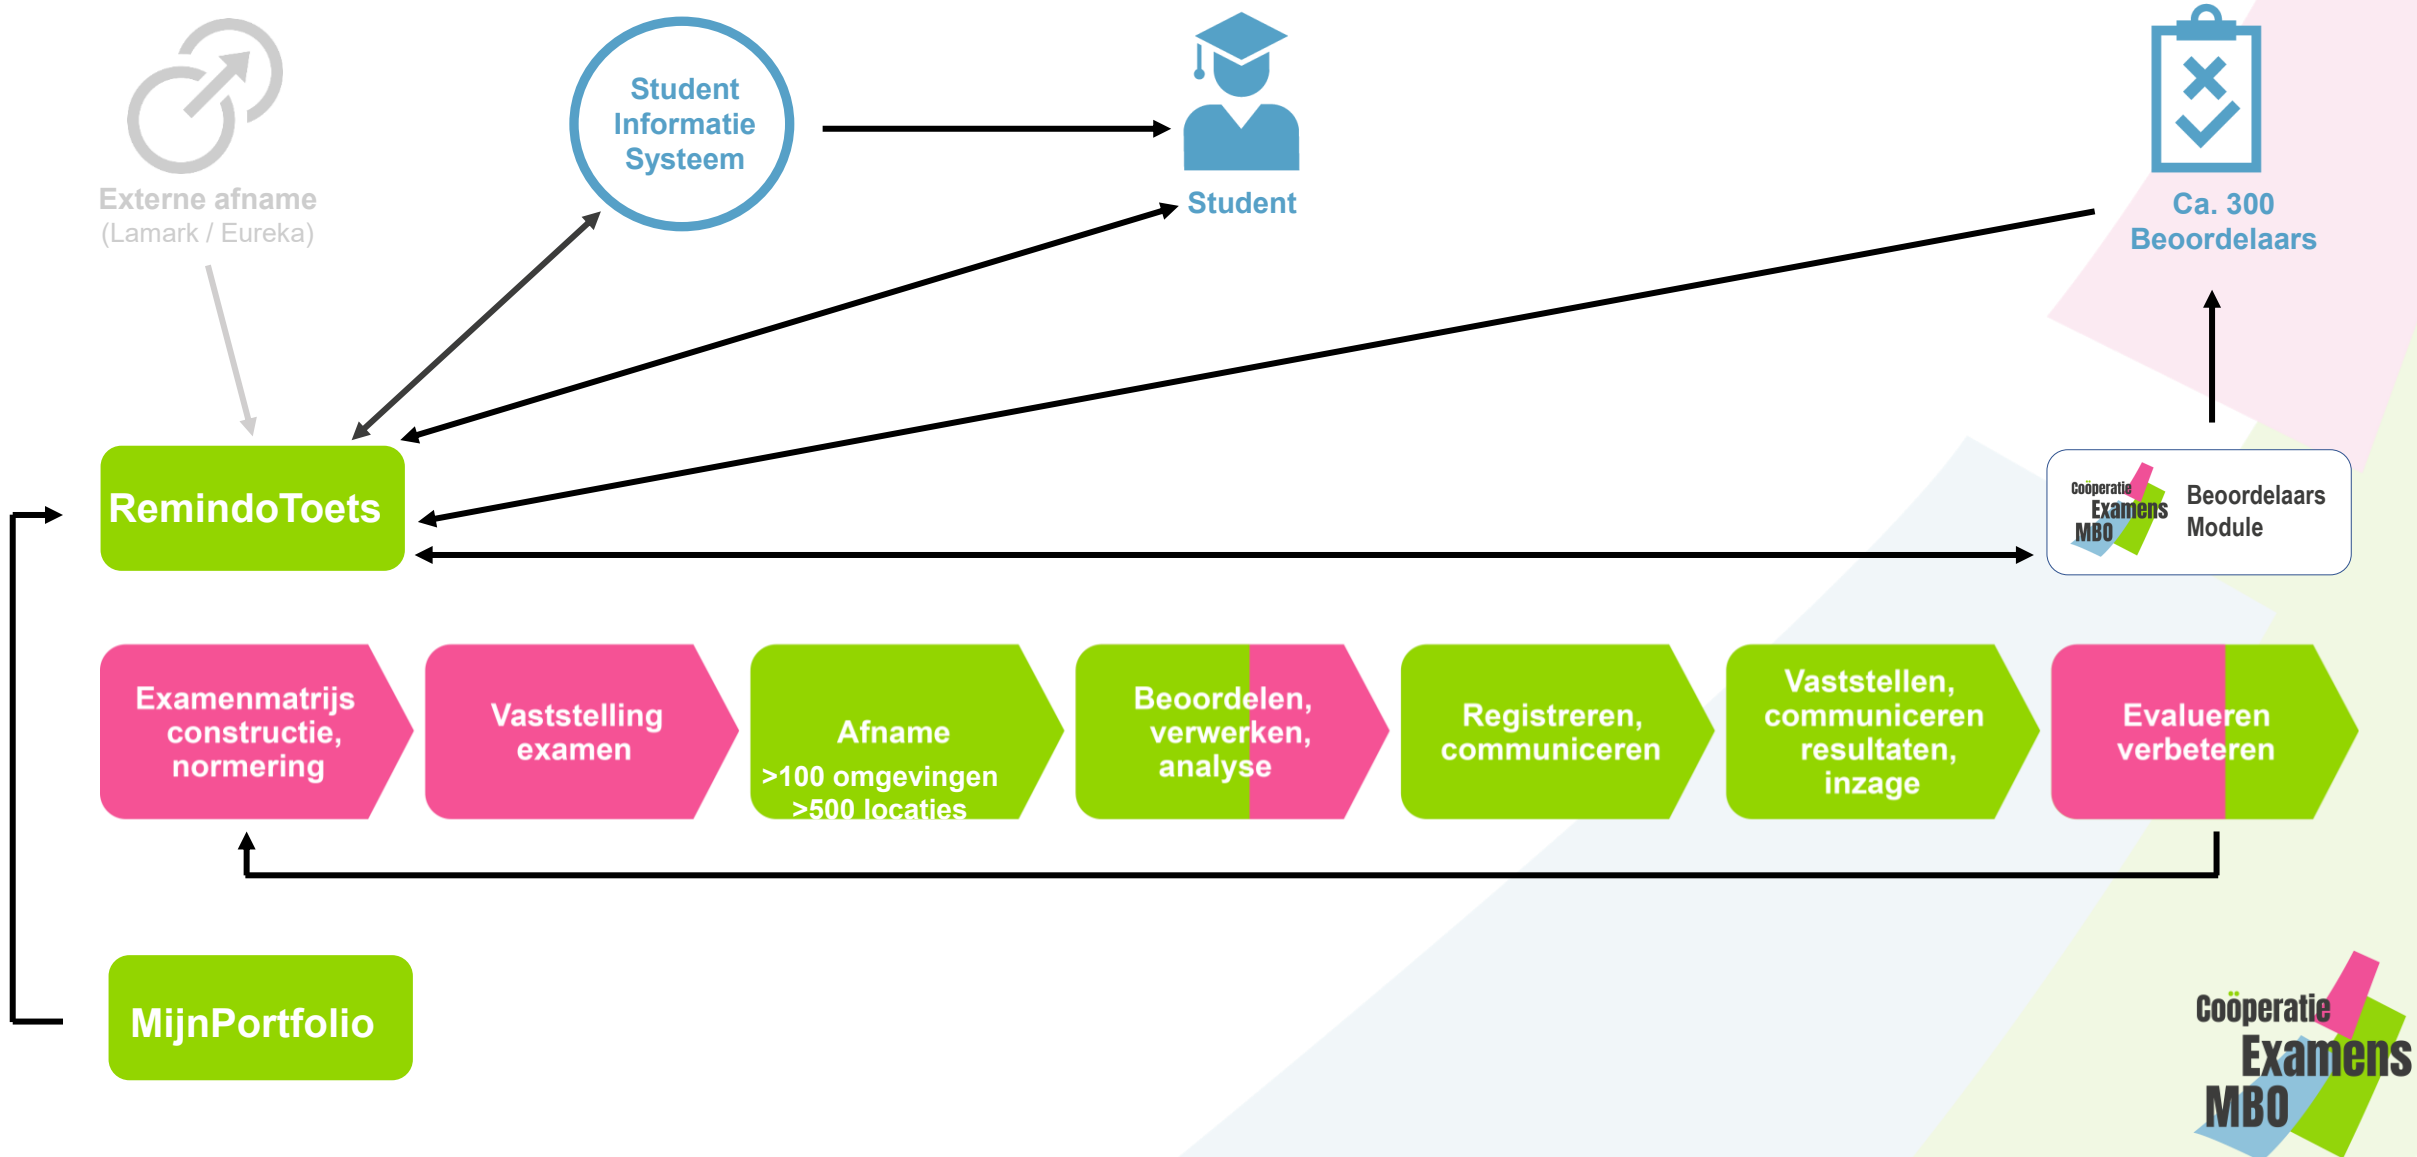 Externe afname
(Lamark / Eureka)
Student
Informatie
Systeem
Student
Ca. 300
Beoordelaars
RemindoToets
Coöperatie
Examens
MBO
Beoordelaars
Module
Examenmatrijs
constructie,
normering
Vaststelling
examen
Afname
>100 omgevingen
>500 locaties
Beoordelen,
verwerken,
analyse
Registreren,
communiceren
Vaststellen,
communiceren
resultaten,
inzage
Evalueren
verbeteren
MijnPortfolio
Coöperatie
Examens
MBO